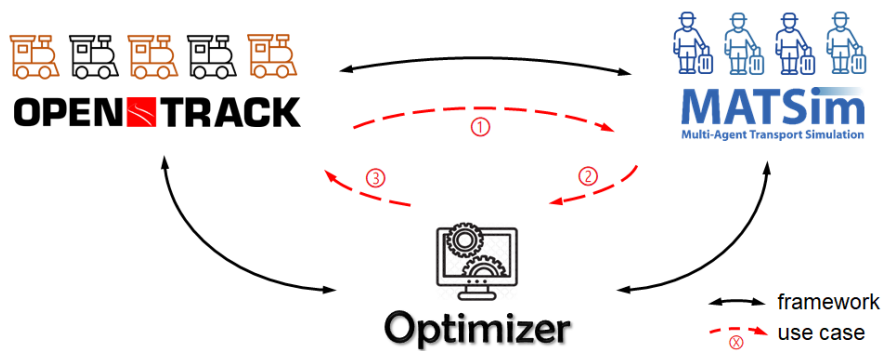 OPENTRACK
MATSim
Multi-Agent Transport Simulation
①
③
②
Optimizer
framework
use case
Ⓧ